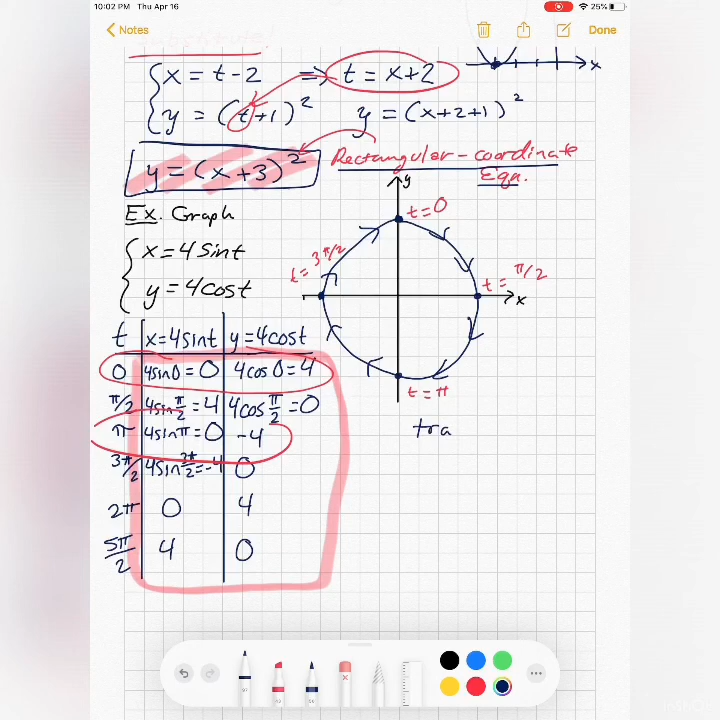 10:02 PM Thu Apr 16
25%
Notes
Done
x
x = t - 2 => t = x+2
y = (t+1)² y = (x+2+1)²
y = (x+3)² Rectangular-coordinate
Eqn.
y
Ex. Graph
t=0
x = 4 sint
t = 3π/2
t = π/2
y = 4 cost
x
t x=4sint y=4cost
0 4sin0=0 4cos0=4
t=π
π/2 4sin π/2 =4 4cos π/2 =0
π 4sinπ=0 -4
tra
3π/2 4sin 3π/2 =-4 0
2π 0 4
5π/2 4 0